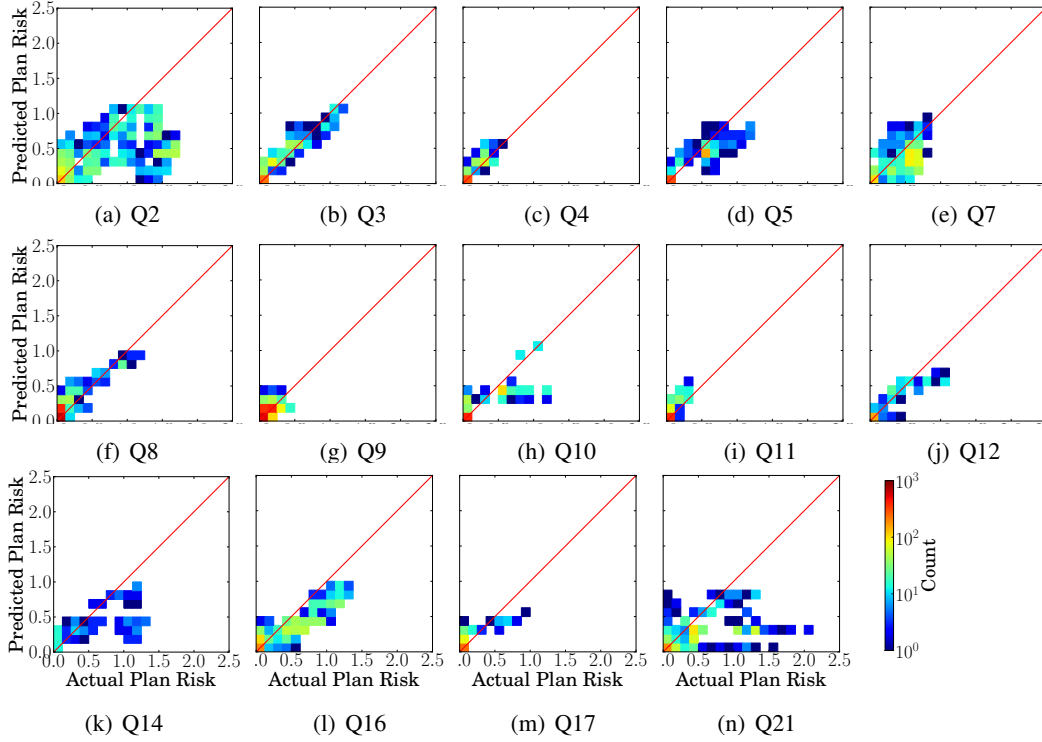 2.5
2.0
1.5
1.0
0.5
0.0
Predicted Plan Risk
(a) Q2
(b) Q3
(c) Q4
(d) Q5
(e) Q7
2.5
2.0
1.5
1.0
0.5
0.0
Predicted Plan Risk
(f) Q8
(g) Q9
(h) Q10
(i) Q11
(j) Q12
2.5
2.0
1.5
1.0
0.5
0.0
Predicted Plan Risk
0.0 0.5 1.0 1.5 2.0 2.5
.0 0.5 1.0 1.5 2.0 2.5
.0 0.5 1.0 1.5 2.0 2.5
.0 0.5 1.0 1.5 2.0 2.5
Actual Plan Risk
Actual Plan Risk
Actual Plan Risk
Actual Plan Risk
10³
10²
10¹
10⁰
Count
(k) Q14
(l) Q16
(m) Q17
(n) Q21